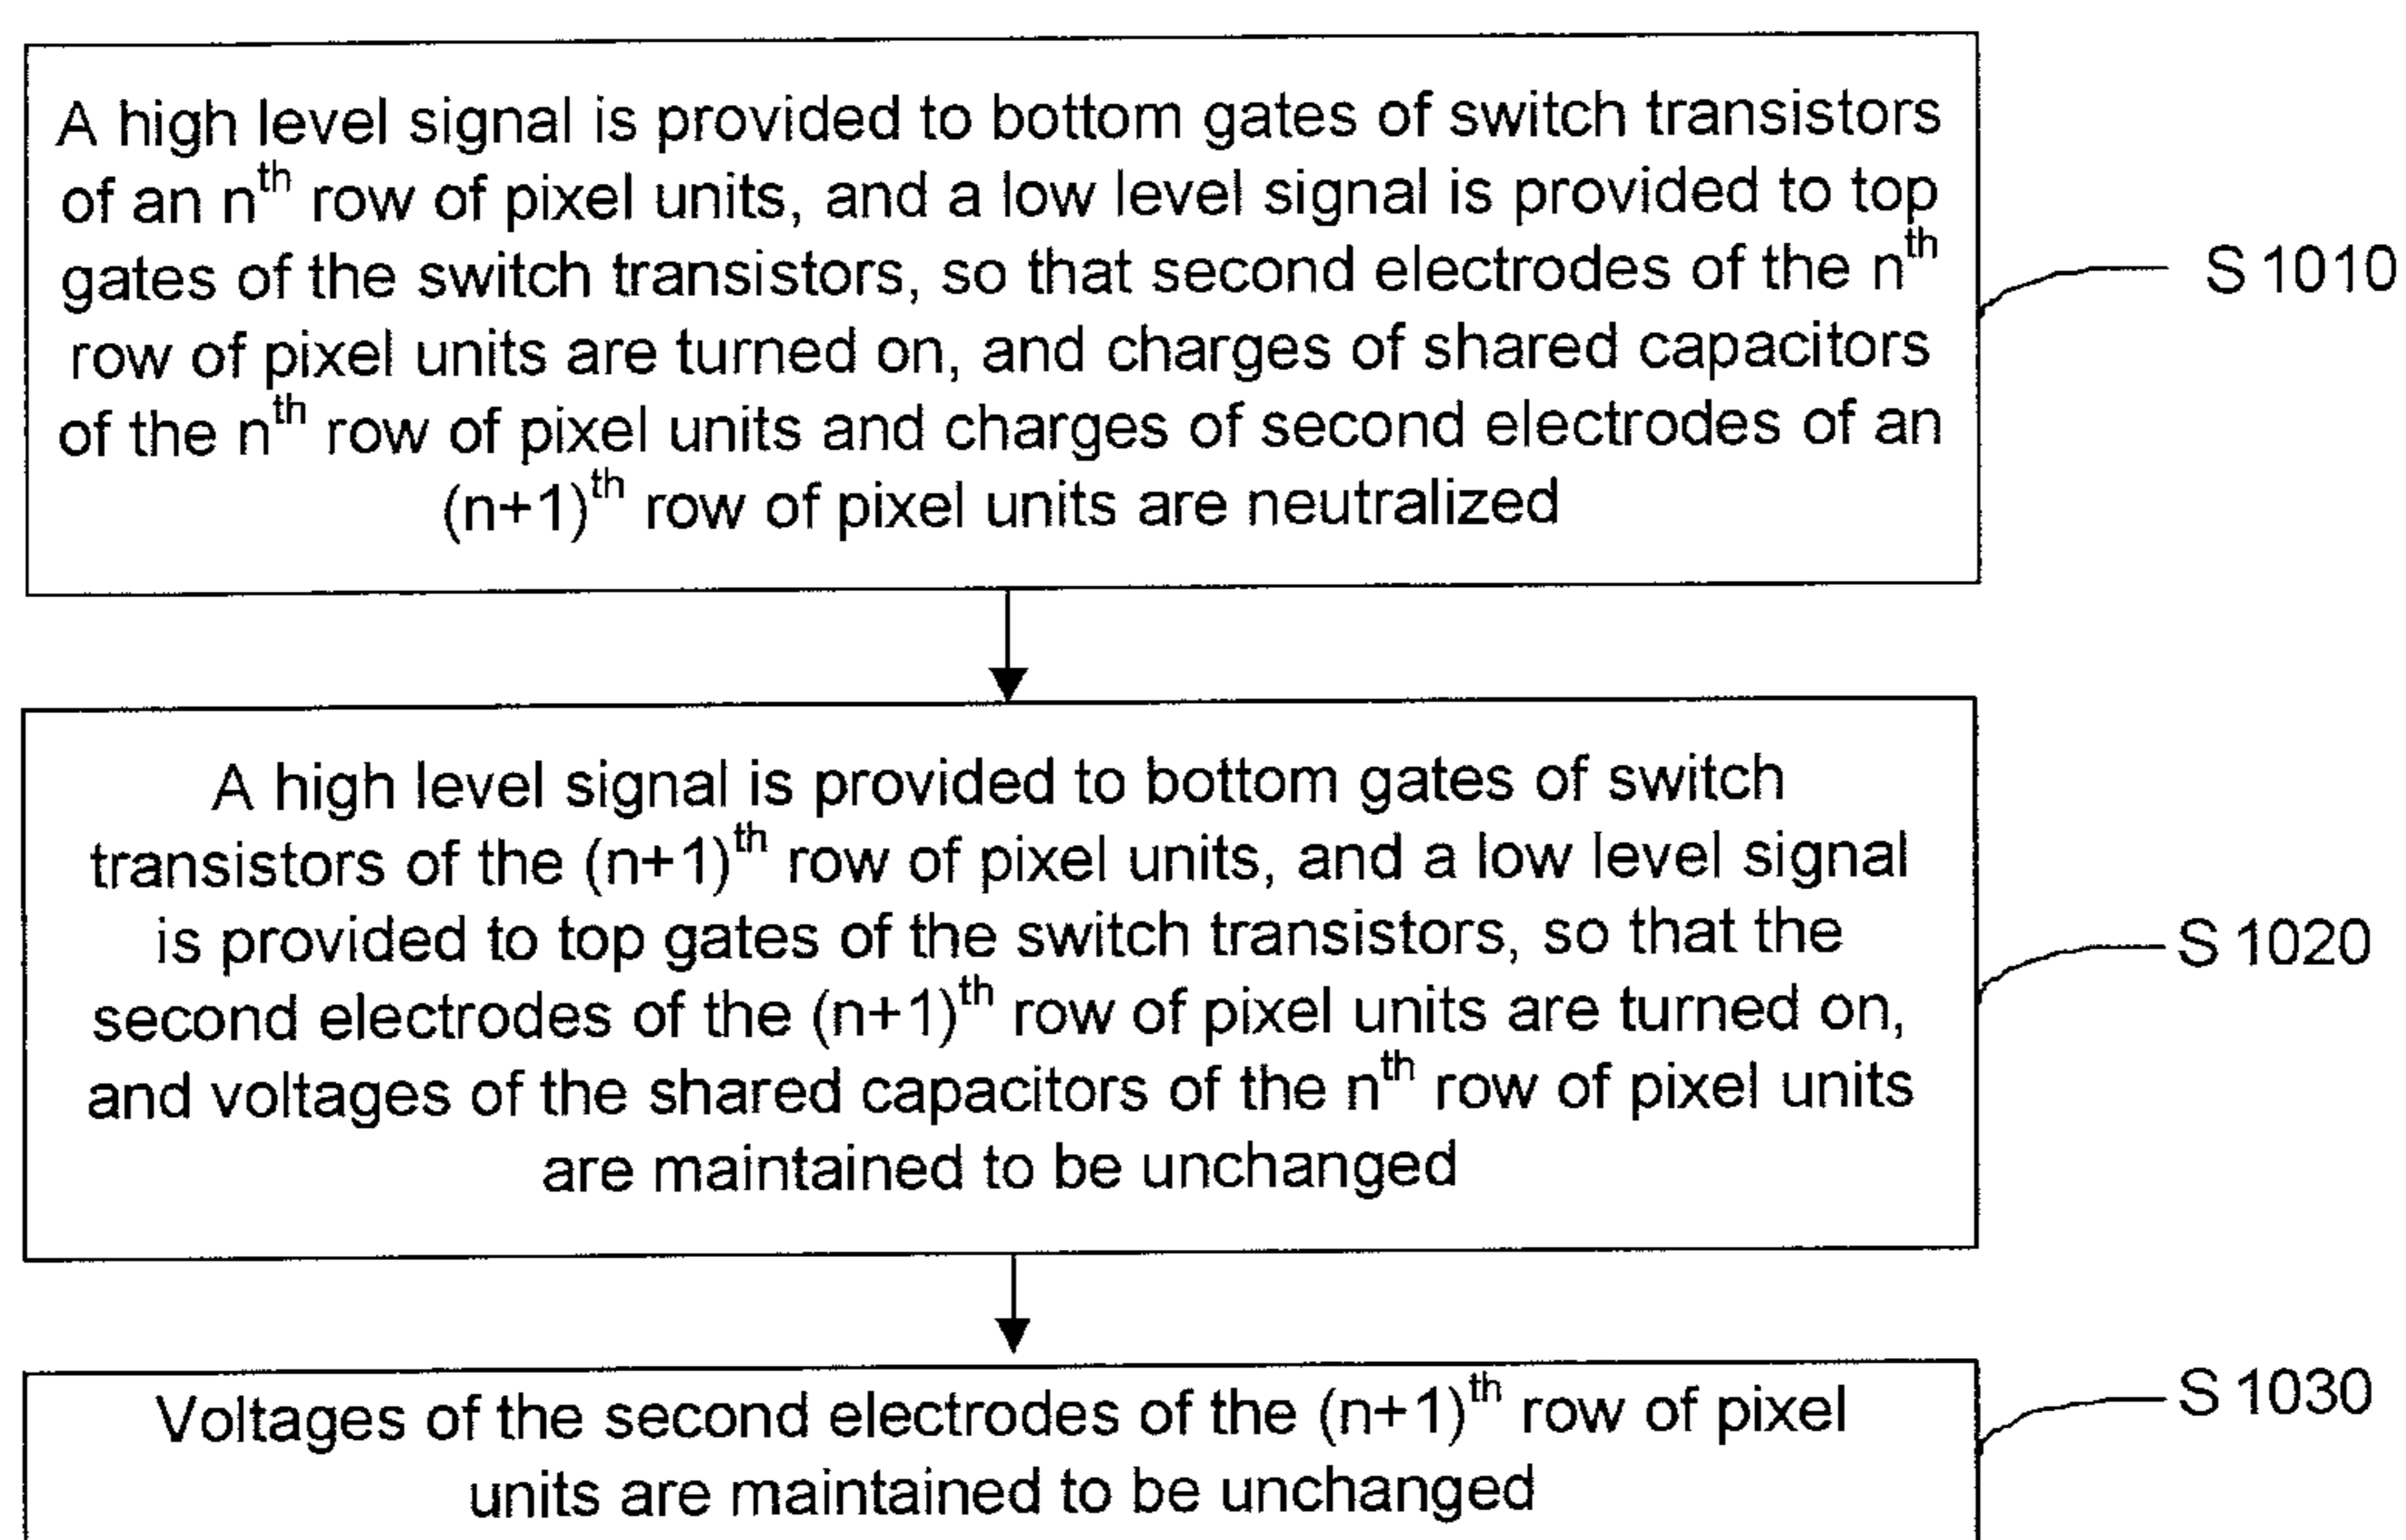 A high level signal is provided to bottom gates of switch transistors
of an nth row of pixel units, and a low level signal is provided to top
gates of the switch transistors, so that second electrodes of the nth
row of pixel units are turned on, and charges of shared capacitors
of the nth row of pixel units and charges of second electrodes of an
(n+1)th row of pixel units are neutralized
S 1010
A high level signal is provided to bottom gates of switch
transistors of the (n+1)th row of pixel units, and a low level signal
is provided to top gates of the switch transistors, so that the
second electrodes of the (n+1)th row of pixel units are turned on,
and voltages of the shared capacitors of the nth row of pixel units
are maintained to be unchanged
S 1020
Voltages of the second electrodes of the (n+1)th row of pixel
units are maintained to be unchanged
S 1030